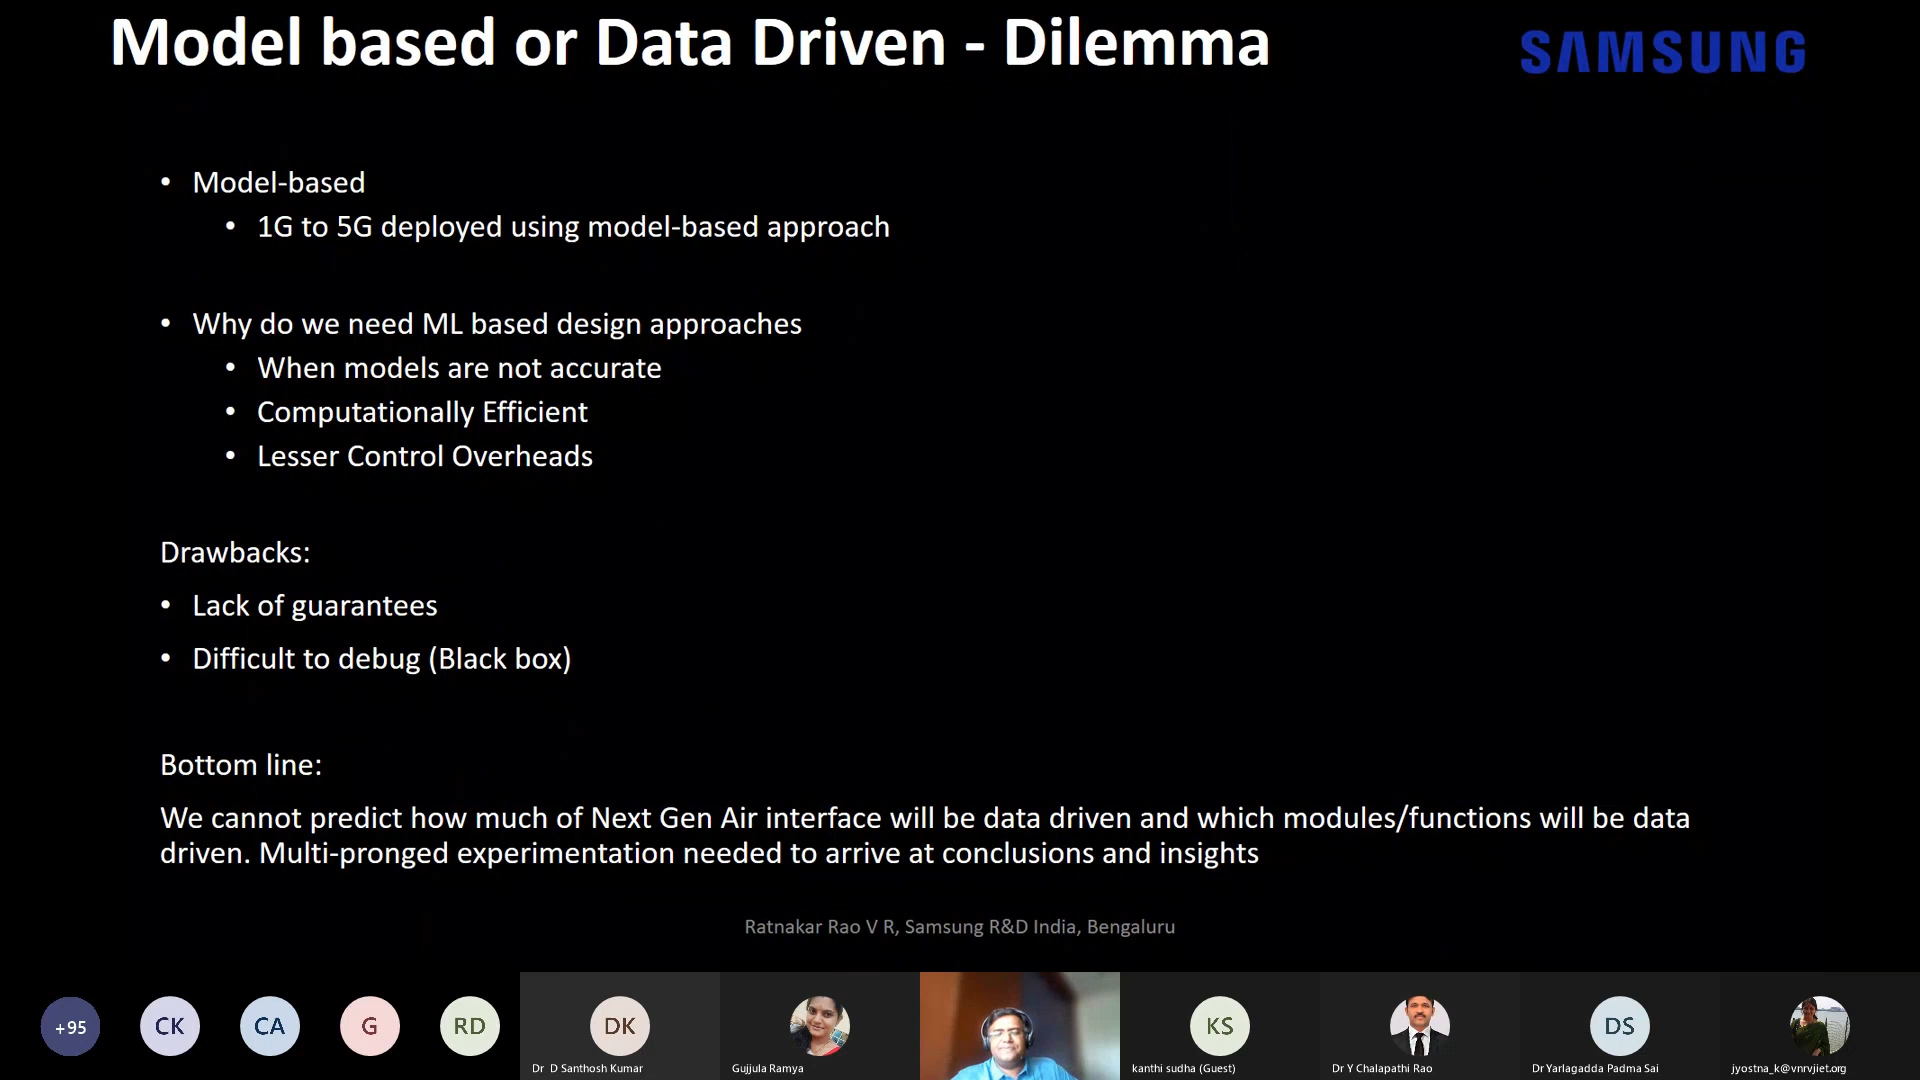 Model based or Data Driven - Dilemma
SAMSUNG
• Model-based
• 1G to 5G deployed using model-based approach
• Why do we need ML based design approaches
• When models are not accurate
• Computationally Efficient
• Lesser Control Overheads
Drawbacks:
• Lack of guarantees
• Difficult to debug (Black box)
Bottom line:
We cannot predict how much of Next Gen Air interface will be data driven and which modules/functions will be data
driven. Multi-pronged experimentation needed to arrive at conclusions and insights
Ratnakar Rao V R, Samsung R&D India, Bengaluru
+95
CK
CA
G
RD
DK
KS
DS
Dr D Santhosh Kumar
Gujjula Ramya
kanthi sudha (Guest)
Dr Y Chalapathi Rao
Dr Yarlagadda Padma Sai
jyostna_k@vnrvjiet.org